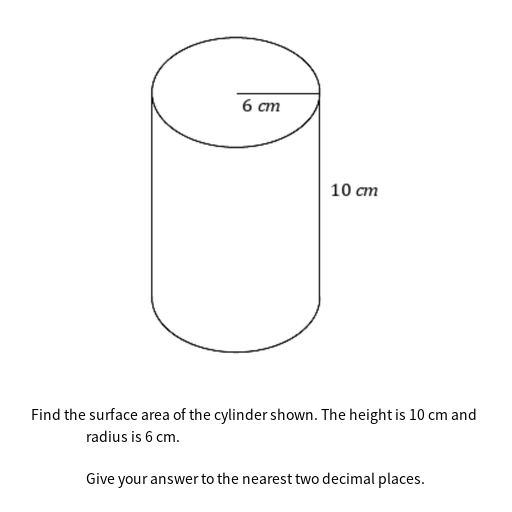 6 cm
10 cm
Find the surface area of the cylinder shown. The height is 10 cm and
radius is 6 cm.
Give your answer to the nearest two decimal places.